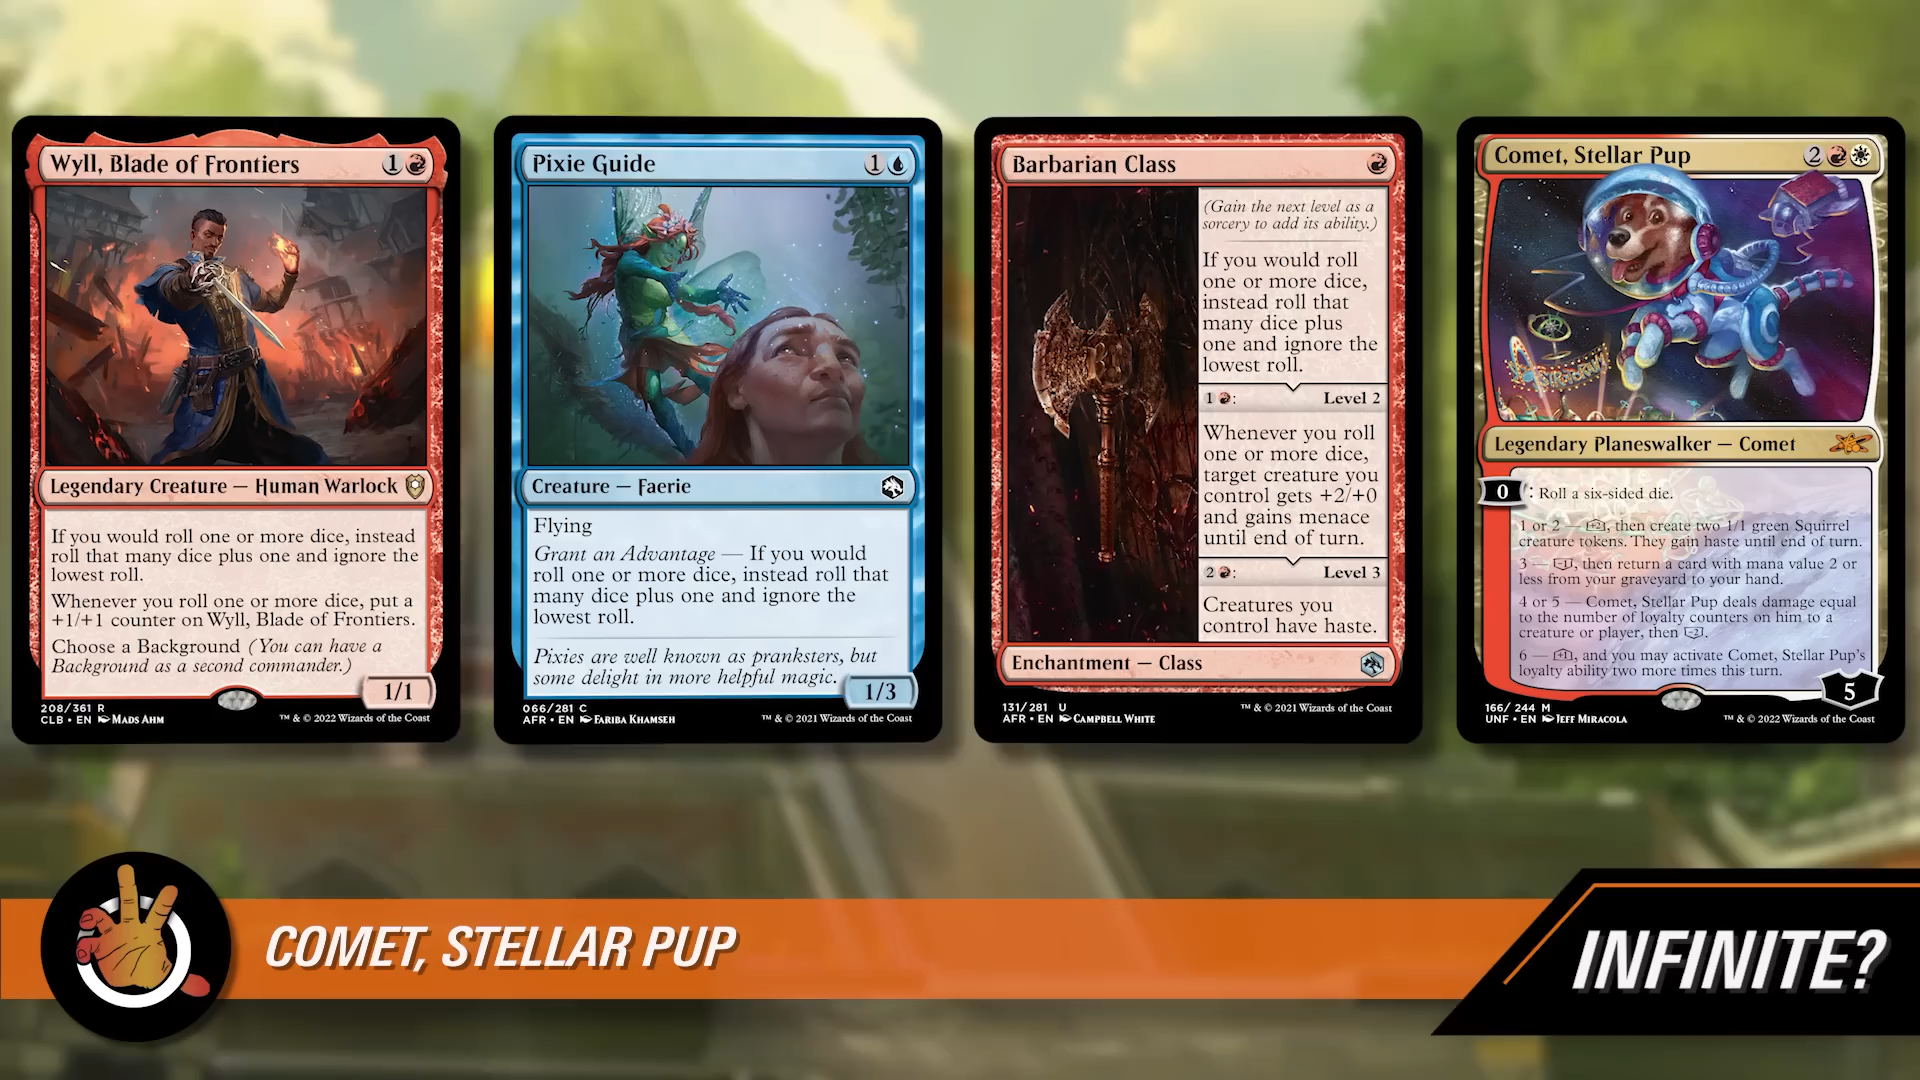 Wyll, Blade of Frontiers 1
Legendary Creature — Human Warlock
If you would roll one or more dice, instead
roll that many dice plus one and ignore the
lowest roll.
Whenever you roll one or more dice, put a
+1/+1 counter on Wyll, Blade of Frontiers.
Choose a Background (You can have a
Background as a second commander.)
1/1
208/361 R
CLB • EN Mads Ahm
™ & © 2022 Wizards of the Coast
Pixie Guide 1
Creature — Faerie
Flying
Grant an Advantage — If you would
roll one or more dice, instead roll that
many dice plus one and ignore the
lowest roll.
Pixies are well known as pranksters, but
some delight in more helpful magic.
1/3
066/281 C
AFR • EN Fariba Khamseh
™ & © 2021 Wizards of the Coast
Barbarian Class
(Gain the next level as a
sorcery to add its ability.)
If you would roll
one or more dice,
instead roll that
many dice plus
one and ignore the
lowest roll.
1 : Level 2
Whenever you roll
one or more dice,
target creature you
control gets +2/+0
and gains menace
until end of turn.
2 : Level 3
Creatures you
control have haste.
Enchantment — Class
131/281 U
AFR • EN Campbell White
™ & © 2021 Wizards of the Coast
Comet, Stellar Pup 2
Legendary Planeswalker — Comet
0 : Roll a six-sided die.
1 or 2 — +2, then create two 1/1 green Squirrel
creature tokens. They gain haste until end of turn.
3 — -1, then return a card with mana value 2 or
less from your graveyard to your hand.
4 or 5 — Comet, Stellar Pup deals damage equal
to the number of loyalty counters on him to a
creature or player, then -2.
6 — +1, and you may activate Comet, Stellar Pup's
loyalty ability two more times this turn.
5
166/ 244 M
UNF • EN Jeff Miracola
™ & © 2022 Wizards of the Coast
COMET, STELLAR PUP
INFINITE?